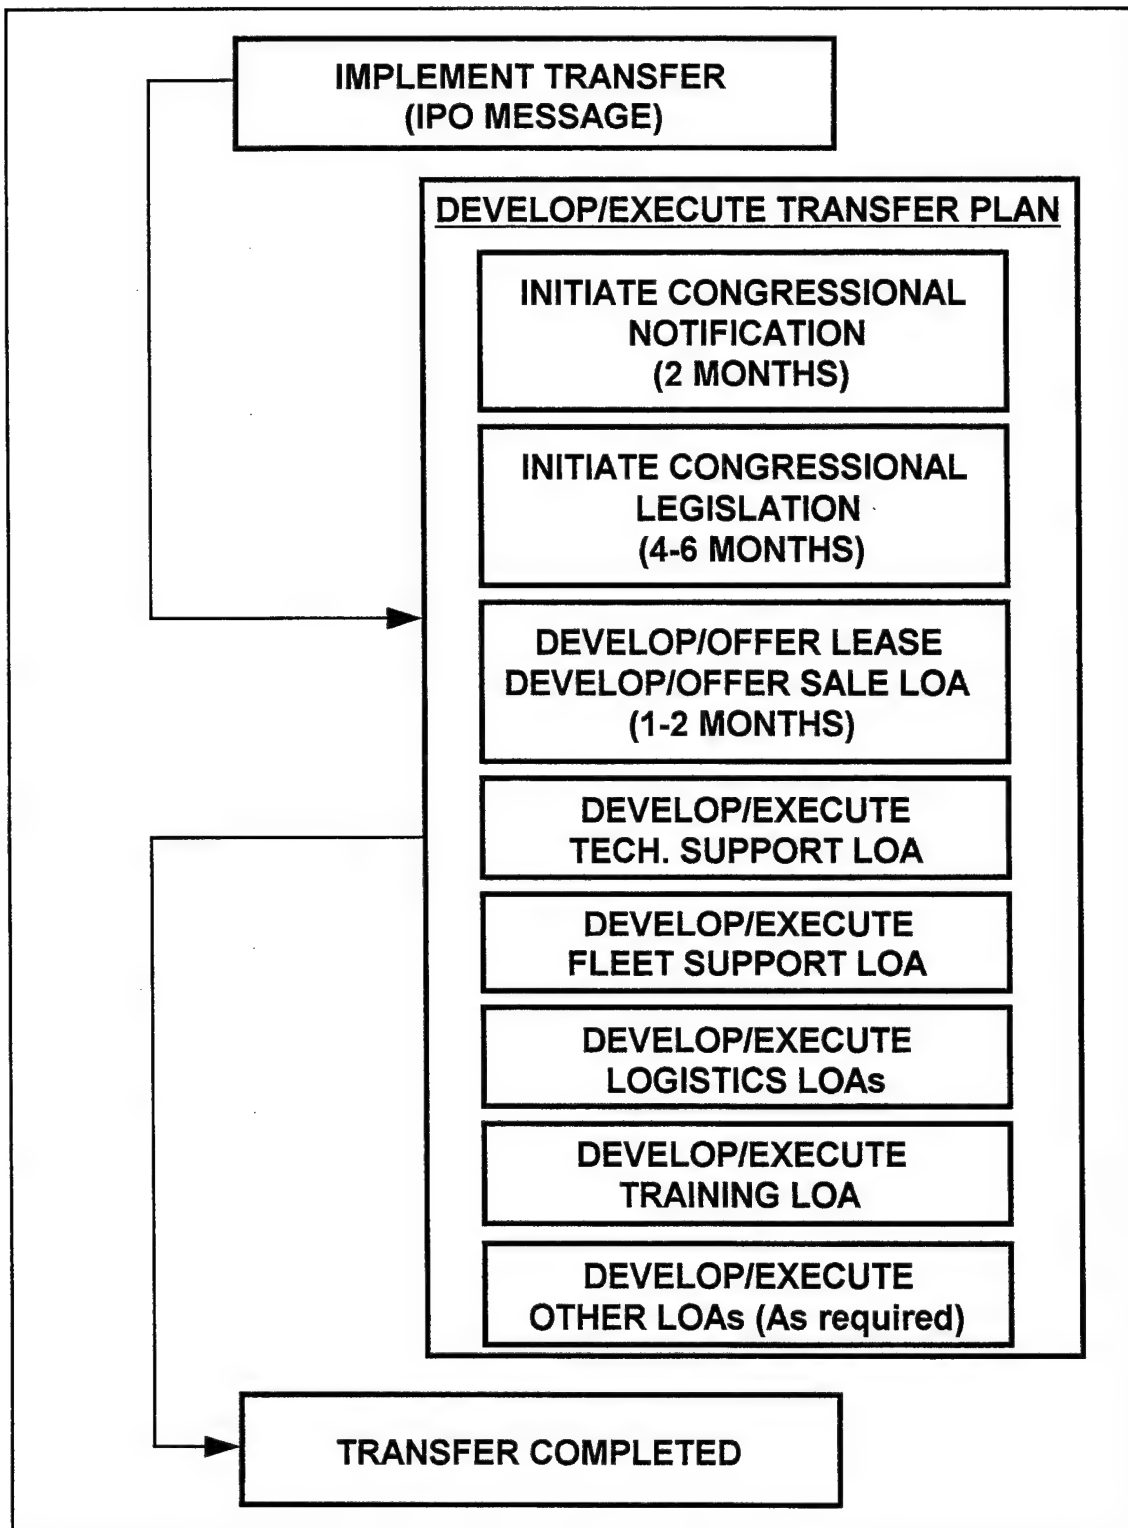 IMPLEMENT TRANSFER
(IPO MESSAGE)
DEVELOP/EXECUTE TRANSFER PLAN
INITIATE CONGRESSIONAL
NOTIFICATION
(2 MONTHS)
INITIATE CONGRESSIONAL
LEGISLATION
(4-6 MONTHS)
DEVELOP/OFFER LEASE
DEVELOP/OFFER SALE LOA
(1-2 MONTHS)
DEVELOP/EXECUTE
TECH. SUPPORT LOA
DEVELOP/EXECUTE
FLEET SUPPORT LOA
DEVELOP/EXECUTE
LOGISTICS LOAs
DEVELOP/EXECUTE
TRAINING LOA
DEVELOP/EXECUTE
OTHER LOAs (As required)
TRANSFER COMPLETED